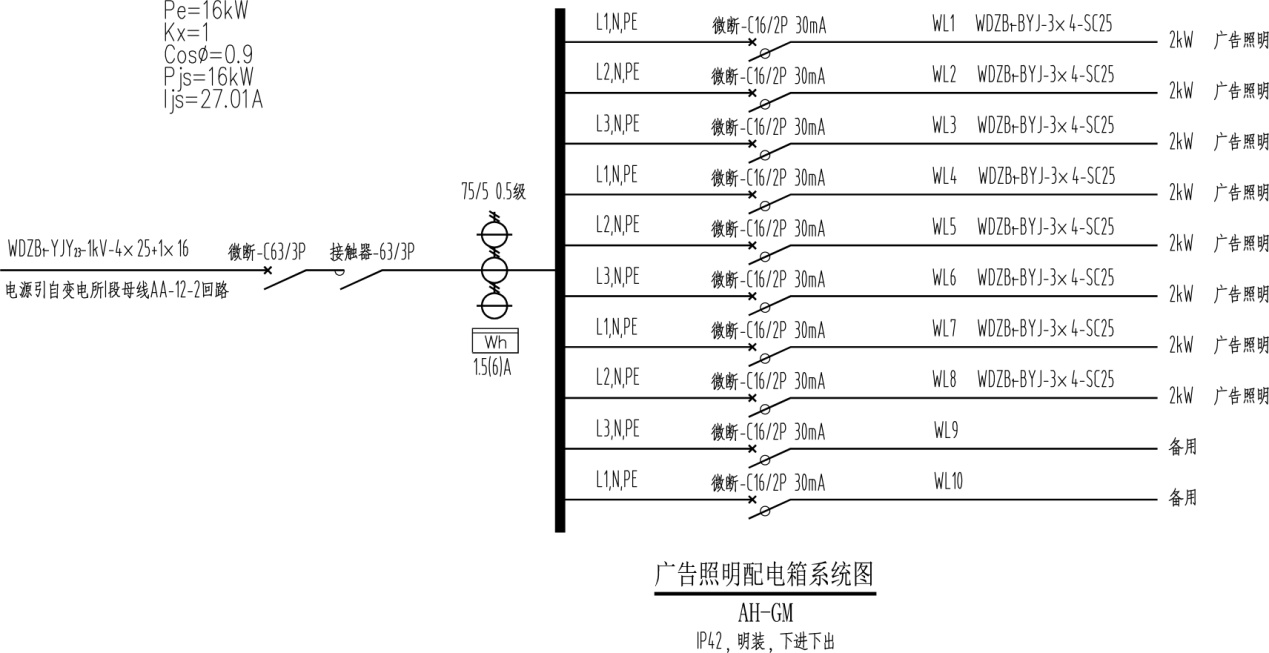 Pe=16kW
Kx=1
CosØ=0.9
Pjs=16kW
Ijs=27.01A
L1,N,PE 微断-C16/2P 30mA WL1 WDZB1-BYJ-3×4-SC25 2kW 广告照明
L2,N,PE 微断-C16/2P 30mA WL2 WDZB1-BYJ-3×4-SC25 2kW 广告照明
L3,N,PE 微断-C16/2P 30mA WL3 WDZB1-BYJ-3×4-SC25 2kW 广告照明
L1,N,PE 微断-C16/2P 30mA WL4 WDZB1-BYJ-3×4-SC25 2kW 广告照明
75/5 0.5级
L2,N,PE 微断-C16/2P 30mA WL5 WDZB1-BYJ-3×4-SC25 2kW 广告照明
WDZB1-YJY23-1kV-4×25+1×16 微断-C63/3P 接触器-63/3P
电源引自变电所I段母线AA-12-2回路
L3,N,PE 微断-C16/2P 30mA WL6 WDZB1-BYJ-3×4-SC25 2kW 广告照明
L1,N,PE 微断-C16/2P 30mA WL7 WDZB1-BYJ-3×4-SC25 2kW 广告照明
Wh
1.5(6)A
L2,N,PE 微断-C16/2P 30mA WL8 WDZB1-BYJ-3×4-SC25 2kW 广告照明
L3,N,PE 微断-C16/2P 30mA WL9 备用
L1,N,PE 微断-C16/2P 30mA WL10 备用
广告照明配电箱系统图
AH-GM
IP42，明装，下进下出